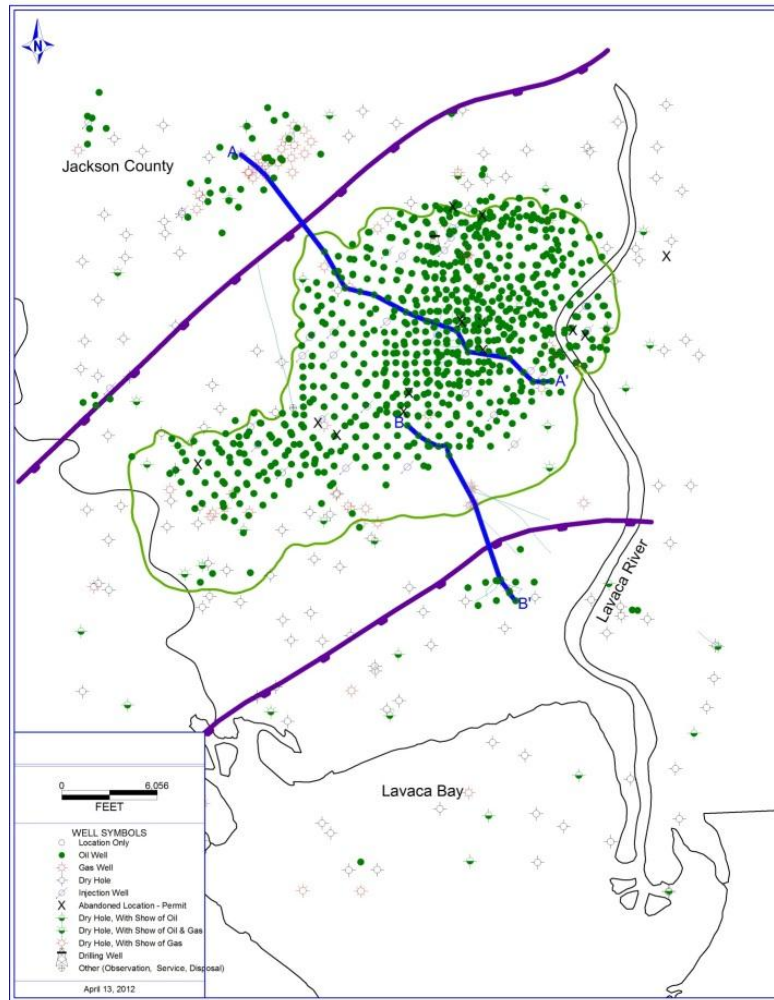 N
Jackson County
A
A'
B
B'
Lavaca River
Lavaca Bay
0 6,056
FEET
WELL SYMBOLS
Location Only
Oil Well
Gas Well
Dry Hole
Injection Well
X Abandoned Location - Permit
Dry Hole, With Show of Oil
Dry Hole, With Show of Oil & Gas
Dry Hole, With Show of Gas
Drilling Well
Other (Observation, Service, Disposal)
April 13, 2012